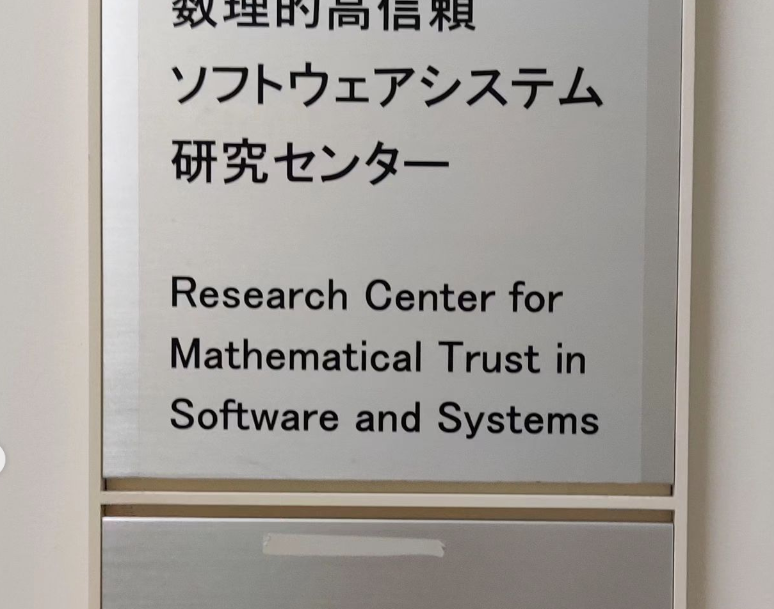 数理的高信頼
ソフトウェアシステム
研究センター
Research Center for
Mathematical Trust in
Software and Systems